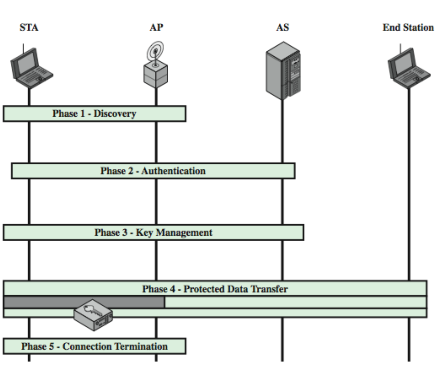 STA AP AS End Station
Phase 1 - Discovery
Phase 2 - Authentication
Phase 3 - Key Management
Phase 4 - Protected Data Transfer
Phase 5 - Connection Termination